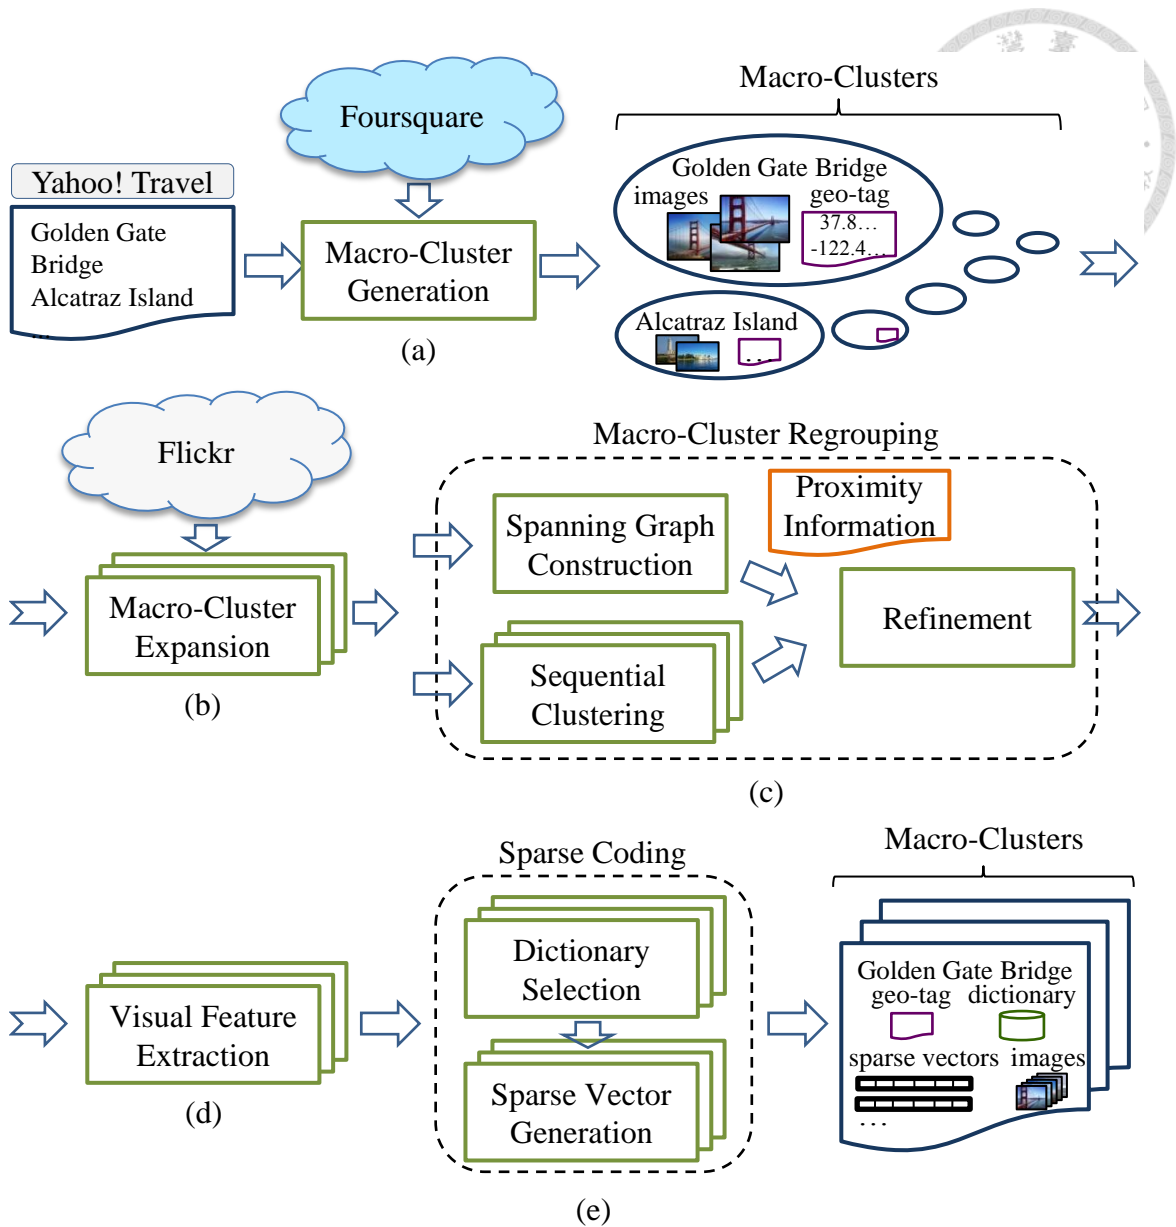 Macro-Clusters
Foursquare
Yahoo! Travel
Golden Gate
Bridge
Alcatraz Island
...
Macro-Cluster
Generation
(a)
Golden Gate Bridge
images
geo-tag
37.8...
-122.4...
Alcatraz Island
...
Flickr
Macro-Cluster
Expansion
(b)
Macro-Cluster Regrouping
Spanning Graph
Construction
Proximity
Information
Sequential
Clustering
Refinement
(c)
Visual Feature
Extraction
(d)
Sparse Coding
Dictionary
Selection
Sparse Vector
Generation
(e)
Macro-Clusters
Golden Gate Bridge
geo-tag dictionary
sparse vectors images
...